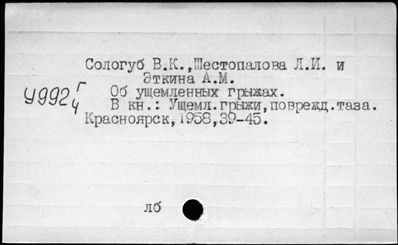 Сологуб В.К.,Шестопалова Л.И. и
Эткина А.М.
У992 Г/4
Об ущемленных грыжах.
В кн.: Ущемл.грыжи,поврежд.таза.
Красноярск,1958,39-45.
лб